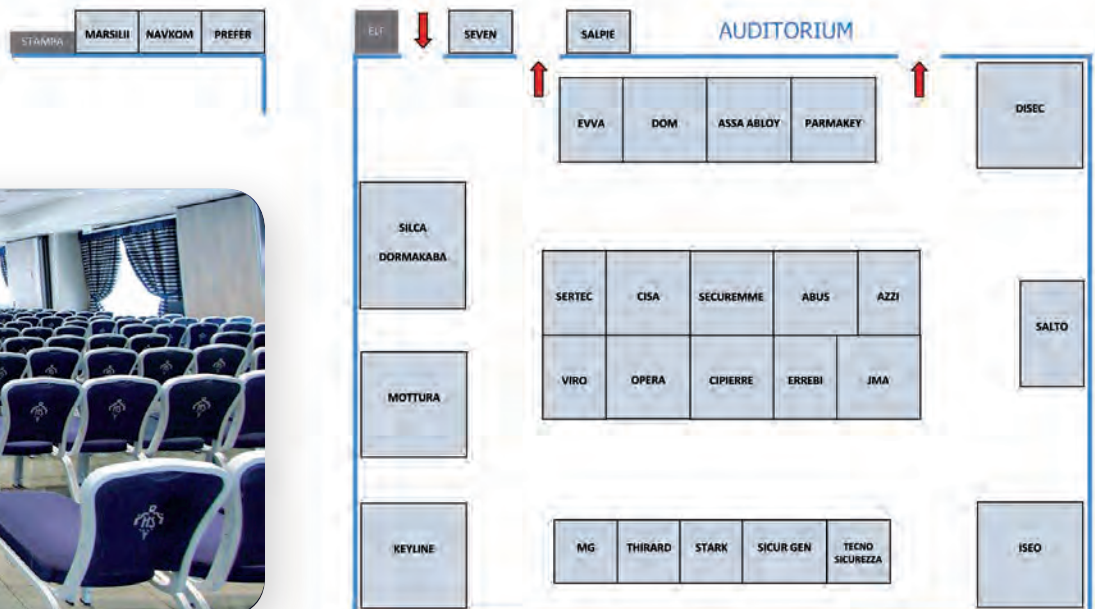 STAMPA
MARSILII
NAVKOM
PREFER
ELF
SEVEN
SALPIE
AUDITORIUM
EVVA
DOM
ASSA ABLOY
PARMAKEY
DISEC
SILCA
DORMAKABA
SERTEC
CISA
SECUREMME
ABUS
AZZI
SALTO
MOTTURA
VIRO
OPERA
CIPIERRE
ERREBI
JMA
KEYLINE
MG
THIRARD
STARK
SICUR GEN
TECNO
SICUREZZA
ISEO
HS